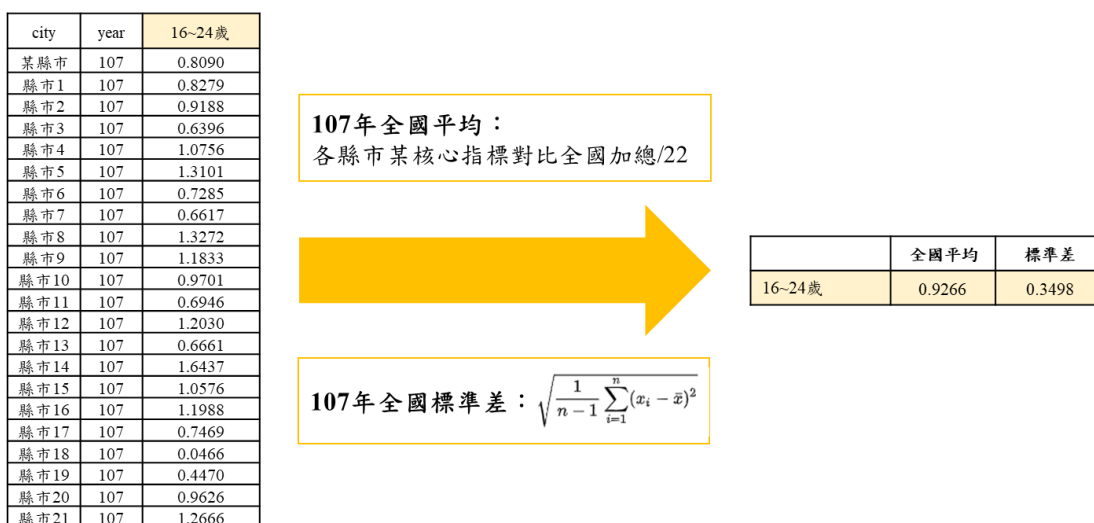 city year 16~24歲
某縣市 107 0.8090
縣市1 107 0.8279
縣市2 107 0.9188
縣市3 107 0.6396
縣市4 107 1.0756
縣市5 107 1.3101
縣市6 107 0.7285
縣市7 107 0.6617
縣市8 107 1.3272
縣市9 107 1.1833
縣市10 107 0.9701
縣市11 107 0.6946
縣市12 107 1.2030
縣市13 107 0.6661
縣市14 107 1.6437
縣市15 107 1.0576
縣市16 107 1.1988
縣市17 107 0.7469
縣市18 107 0.0466
縣市19 107 0.4470
縣市20 107 0.9626
縣市21 107 1.2666
107年全國平均：
各縣市某核心指標對比全國加總/22
107年全國標準差：√(1/(n−1) ∑_{i=1}^{n} (x_i − x̄)²)
全國平均 標準差
16~24歲 0.9266 0.3498